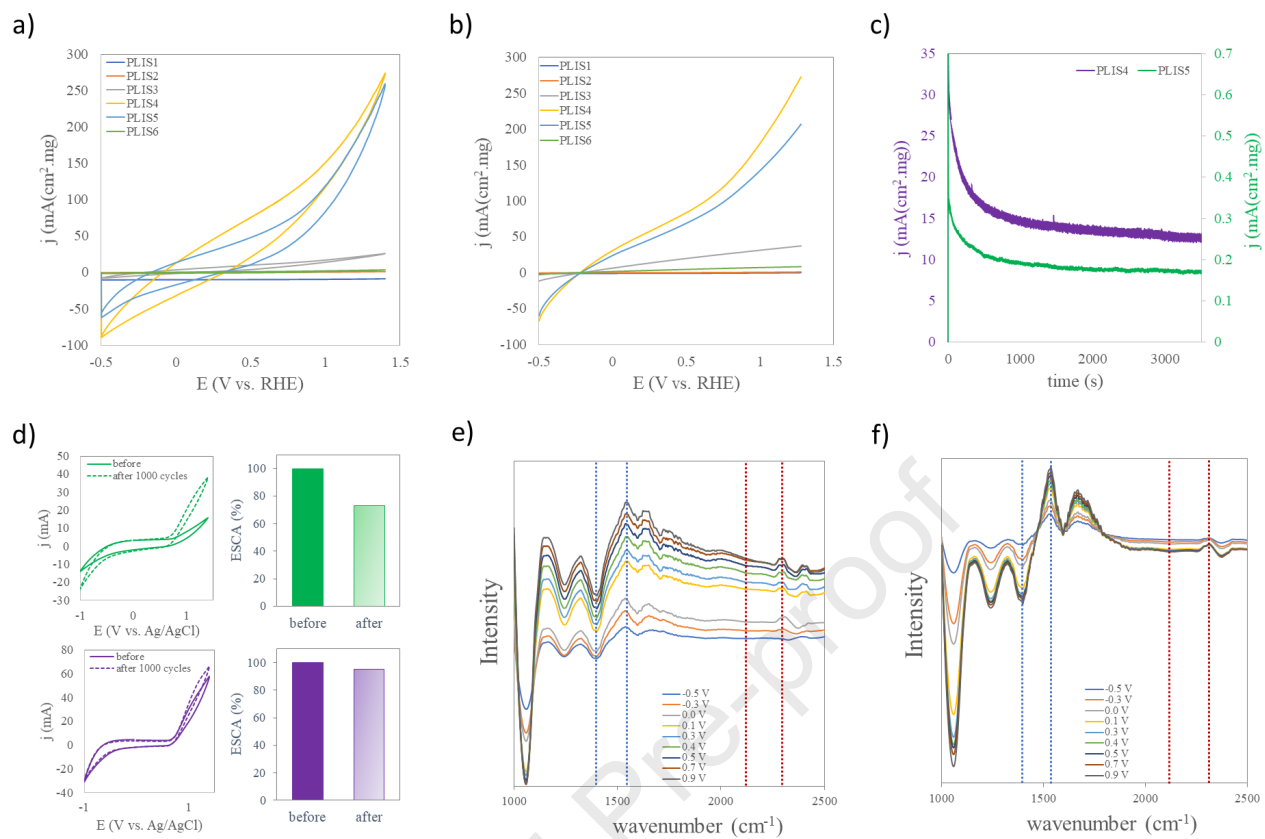 a)
300
250
200
150
100
50
0
-50
-100
-0.5
0
0.5
1
1.5
j (mA(cm².mg)
E (V vs. RHE)
PLIS1
PLIS2
PLIS3
PLIS4
PLIS5
PLIS6
b)
300
250
200
150
100
50
0
-50
-100
-0.5
0
0.5
1
1.5
j (mA(cm².mg)
E (V vs. RHE)
PLIS1
PLIS2
PLIS3
PLIS4
PLIS5
PLIS6
c)
PLIS4 PLIS5
35
30
25
20
15
10
5
0
0.7
0.6
0.5
0.4
0.3
0.2
0.1
0
0
1000
2000
3000
j (mA(cm².mg))
j (mA(cm².mg))
time (s)
d)
before
after 1000 cycles
50
40
30
20
10
0
-10
-20
-30
-1
0
1
j (mA)
E (V vs. Ag/AgCl)
100
80
60
40
20
0
ESCA (%)
before after
before
after 1000 cycles
80
60
40
20
0
-20
-40
-1
1
j (mA)
E (V vs. Ag/AgCl)
100
80
60
40
20
0
ESCA (%)
before after
e)
Intensity
-0.5 V
-0.3 V
0.0 V
0.1 V
0.3 V
0.4 V
0.5 V
0.7 V
0.9 V
1000
1500
2000
2500
wavenumber (cm⁻¹)
f)
Intensity
-0.5 V
-0.3 V
0.0 V
0.1 V
0.3 V
0.4 V
0.5 V
0.7 V
0.9 V
1000
1500
2000
2500
wavenumber (cm⁻¹)
Pre-proof